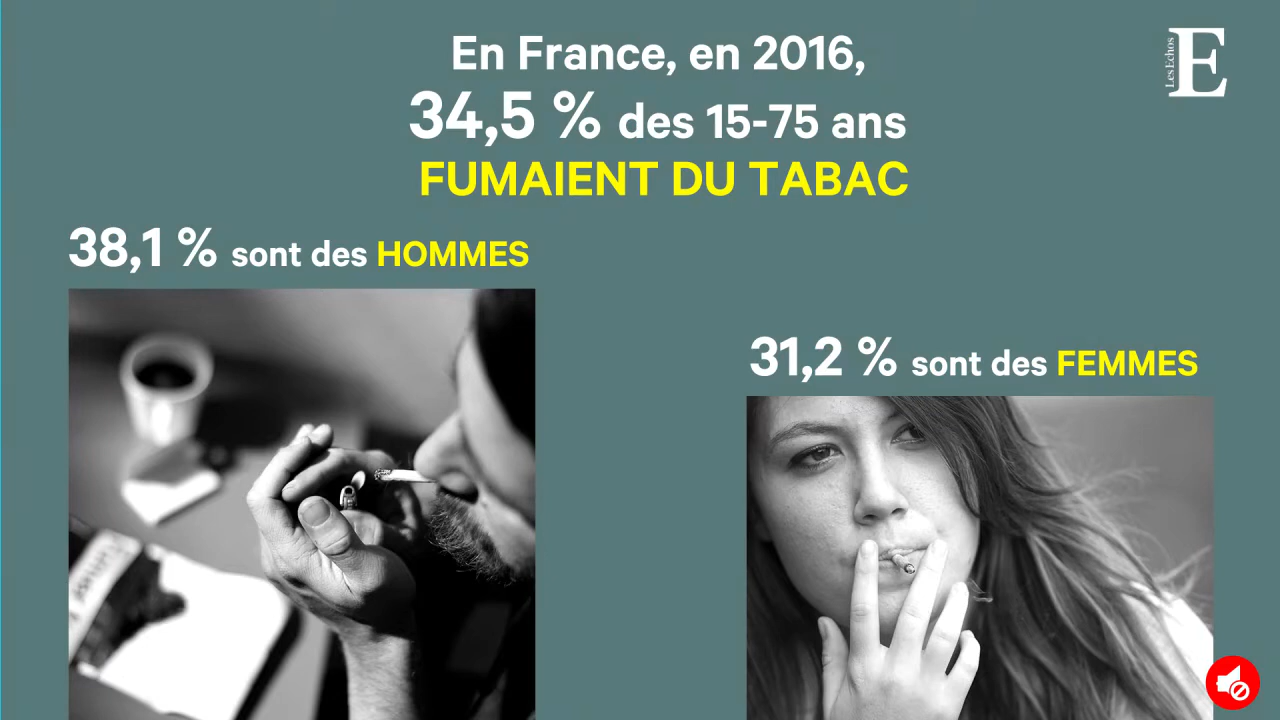 En France, en 2016,
34,5 % des 15-75 ans
FUMAIENT DU TABAC
Les Echos
E
38,1 % sont des HOMMES
31,2 % sont des FEMMES